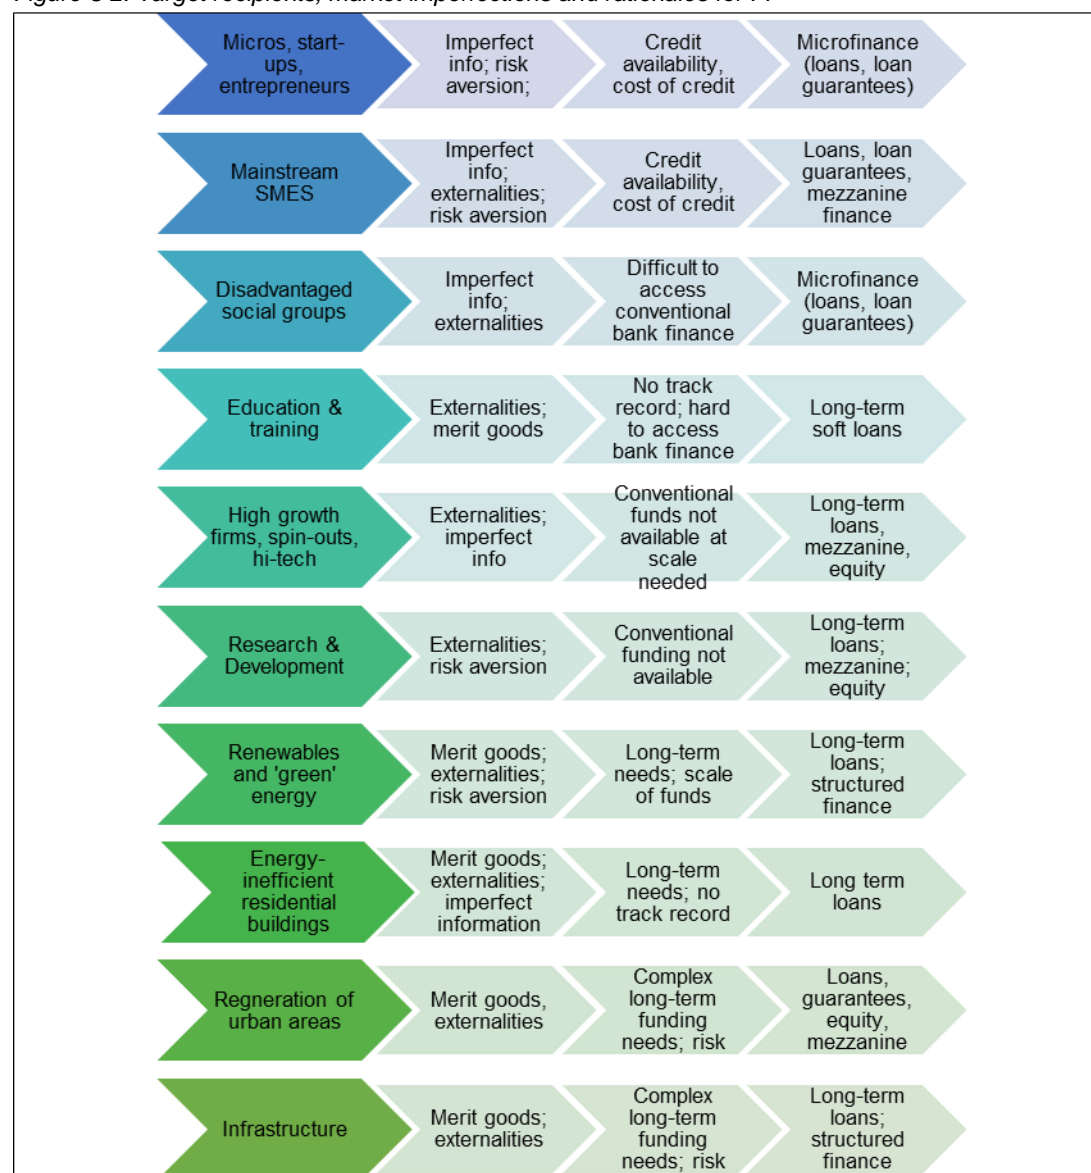 Micros, start-
ups,
entrepreneurs
Imperfect
info; risk
aversion;
Credit
availability,
cost of credit
Microfinance
(loans, loan
guarantees)
Mainstream
SMES
Imperfect
info;
externalities;
risk aversion
Credit
availability,
cost of credit
Loans, loan
guarantees,
mezzanine
finance
Disadvantaged
social groups
Imperfect
info;
externalities
Difficult to
access
conventional
bank finance
Microfinance
(loans, loan
guarantees)
Education &
training
Externalities;
merit goods
No track
record; hard
to access
bank finance
Long-term
soft loans
High growth
firms, spin-outs,
hi-tech
Externalities;
imperfect
info
Conventional
funds not
available at
scale
needed
Long-term
loans,
mezzanine,
equity
Research &
Development
Externalities;
risk aversion
Conventional
funding not
available
Long-term
loans;
mezzanine;
equity
Renewables
and 'green'
energy
Merit goods;
externalities;
risk aversion
Long-term
needs; scale
of funds
Long-term
loans;
structured
finance
Energy-
inefficient
residential
buildings
Merit goods;
externalities;
imperfect
information
Long-term
needs; no
track record
Long term
loans
Regneration of
urban areas
Merit goods,
externalities
Complex
long-term
funding
needs; risk
Loans,
guarantees,
equity,
mezzanine
Infrastructure
Merit goods;
externalities
Complex
long-term
funding
needs; risk
Long-term
loans;
structured
finance